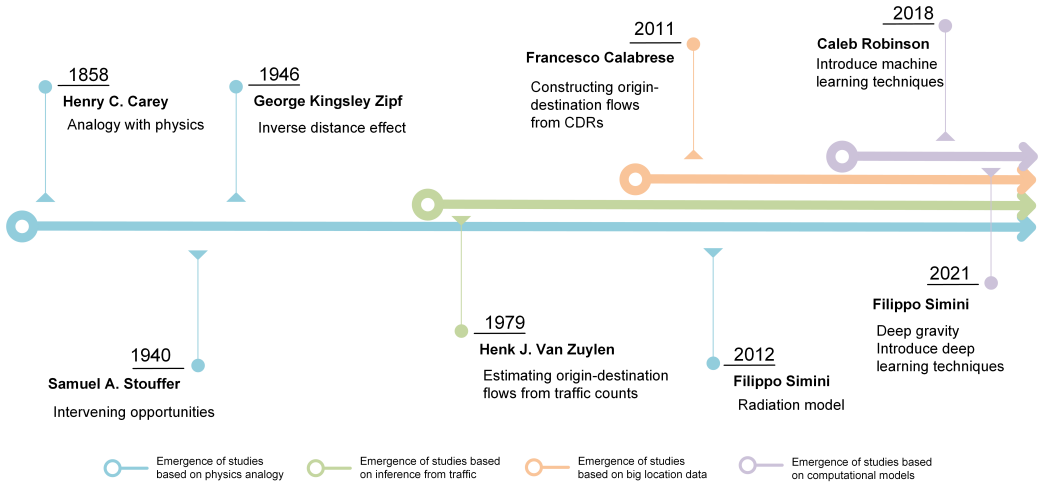 1858
Henry C. Carey
Analogy with physics
1946
George Kingsley Zipf
Inverse distance effect
2011
Francesco Calabrese
Constructing origin-
destination flows
from CDRs
2018
Caleb Robinson
Introduce machine
learning techniques
1940
Samuel A. Stouffer
Intervening opportunities
1979
Henk J. Van Zuylen
Estimating origin-destination
flows from traffic counts
2012
Filippo Simini
Radiation model
2021
Filippo Simini
Deep gravity
Introduce deep
learning techniques
Emergence of studies
based on physics analogy
Emergence of studies based
on inference from traffic
Emergence of studies
based on big location data
Emergence of studies based
on computational models